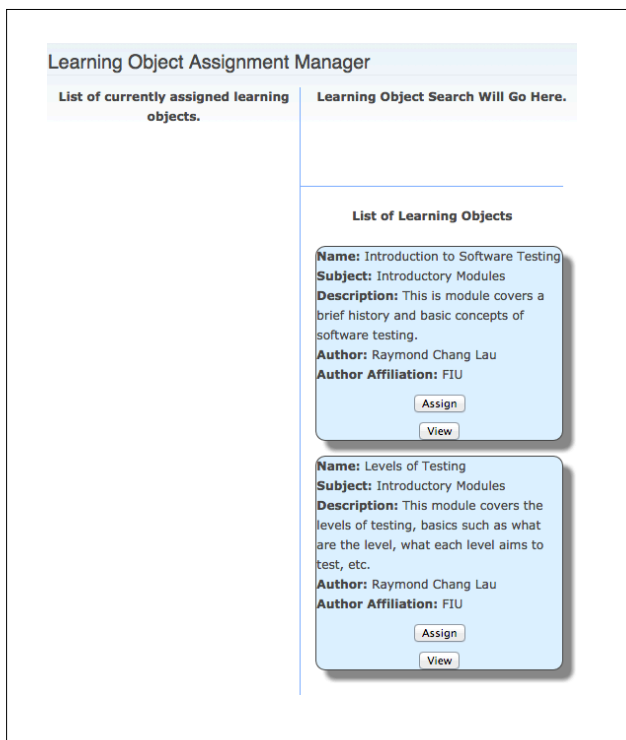 Learning Object Assignment Manager
List of currently assigned learning
objects.
Learning Object Search Will Go Here.
List of Learning Objects
Name: Introduction to Software Testing
Subject: Introductory Modules
Description: This is module covers a
brief history and basic concepts of
software testing.
Author: Raymond Chang Lau
Author Affiliation: FIU
Assign
View
Name: Levels of Testing
Subject: Introductory Modules
Description: This module covers the
levels of testing, basics such as what
are the level, what each level aims to
test, etc.
Author: Raymond Chang Lau
Author Affiliation: FIU
Assign
View